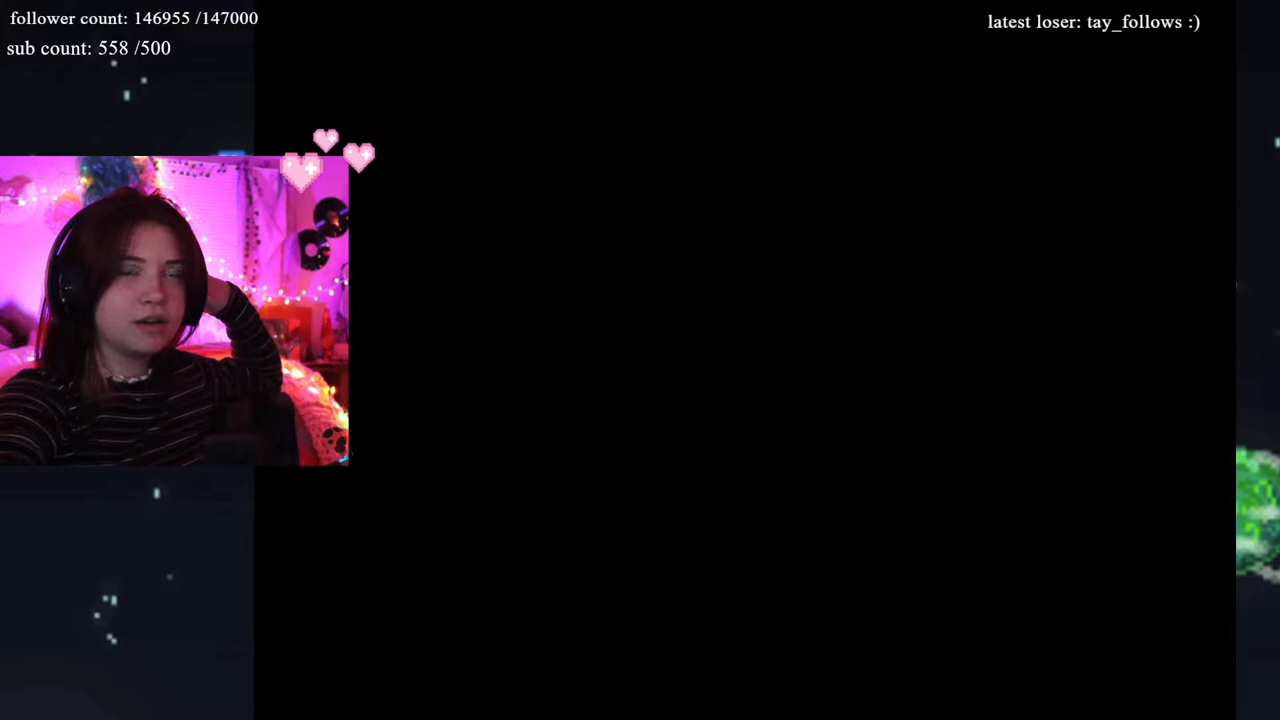 follower count: 146955 /147000
latest loser: tay_follows :)
sub count: 558 /500